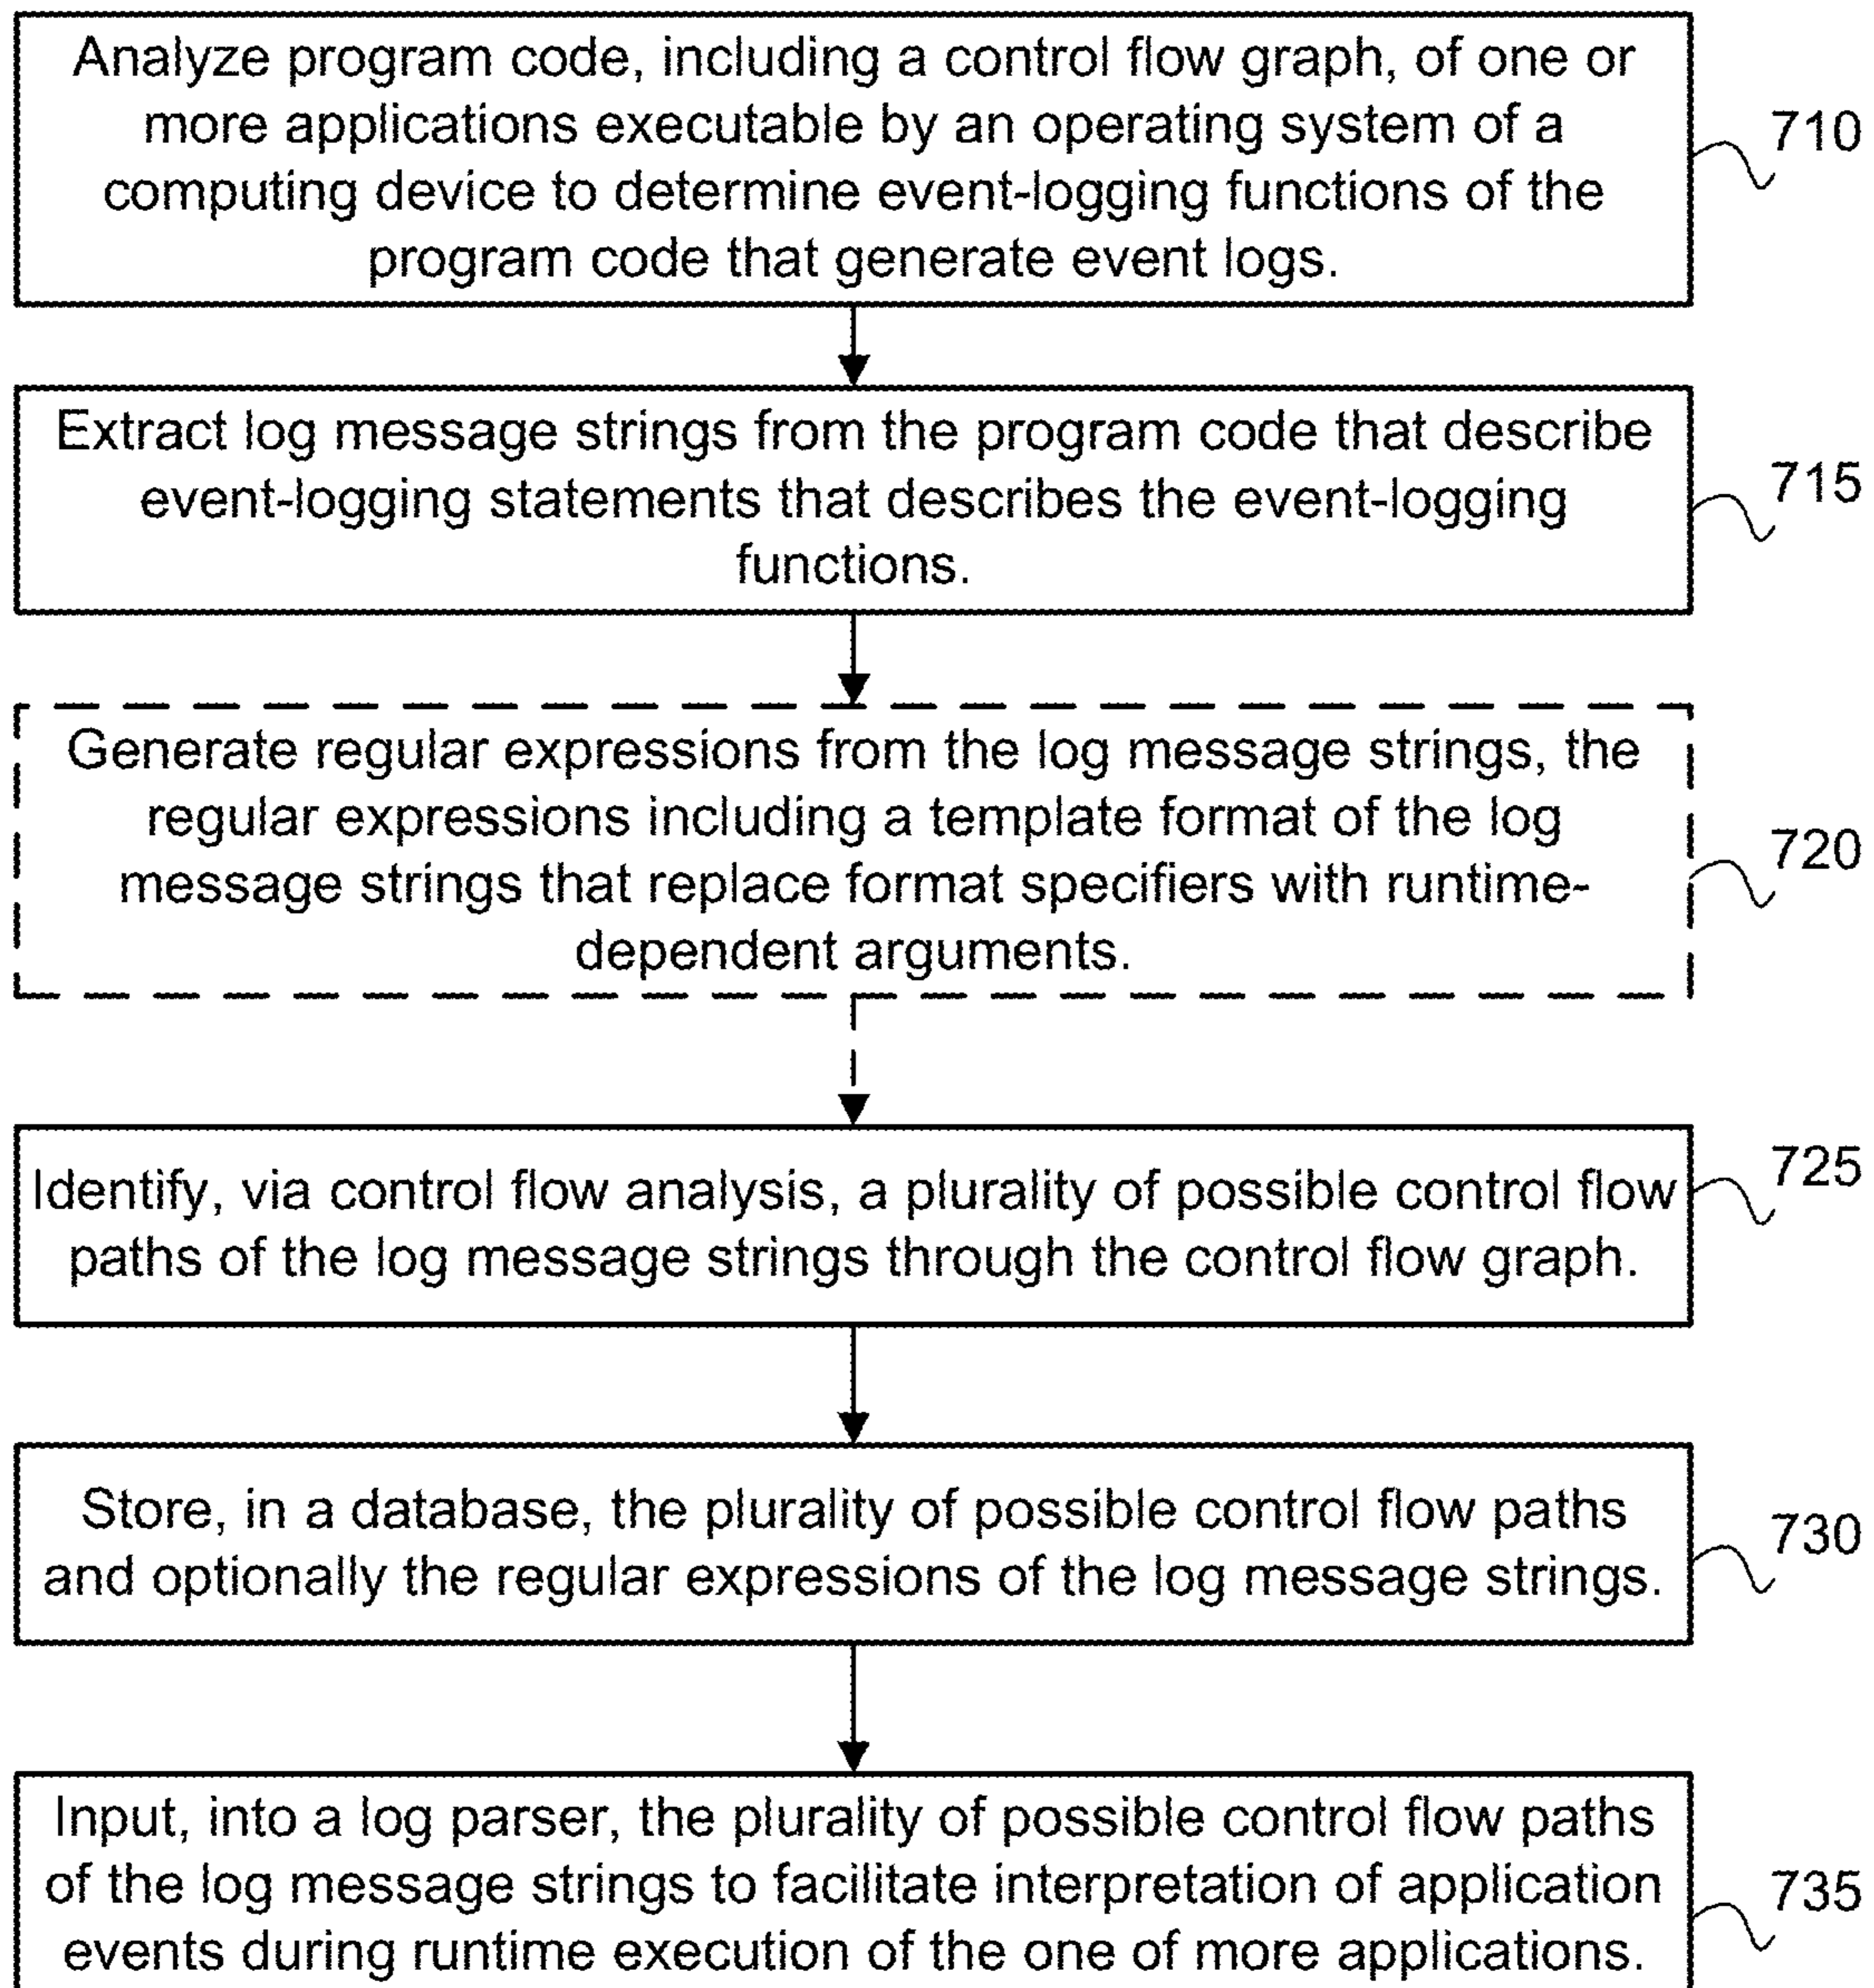 Analyze program code, including a control flow graph, of one or
more applications executable by an operating system of a
computing device to determine event-logging functions of the
program code that generate event logs.
710
Extract log message strings from the program code that describe
event-logging statements that describes the event-logging
functions.
715
Generate regular expressions from the log message strings, the
regular expressions including a template format of the log
message strings that replace format specifiers with runtime-
dependent arguments.
720
Identify, via control flow analysis, a plurality of possible control flow
paths of the log message strings through the control flow graph.
725
Store, in a database, the plurality of possible control flow paths
and optionally the regular expressions of the log message strings.
730
Input, into a log parser, the plurality of possible control flow paths
of the log message strings to facilitate interpretation of application
events during runtime execution of the one of more applications.
735